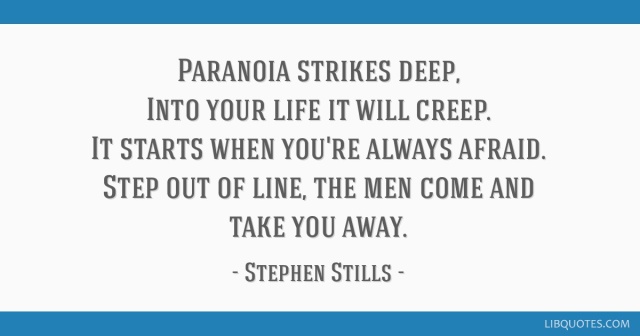 Paranoia strikes deep,
Into your life it will creep.
It starts when you're always afraid.
Step out of line, the men come and
take you away.
- Stephen Stills -
libquotes.com